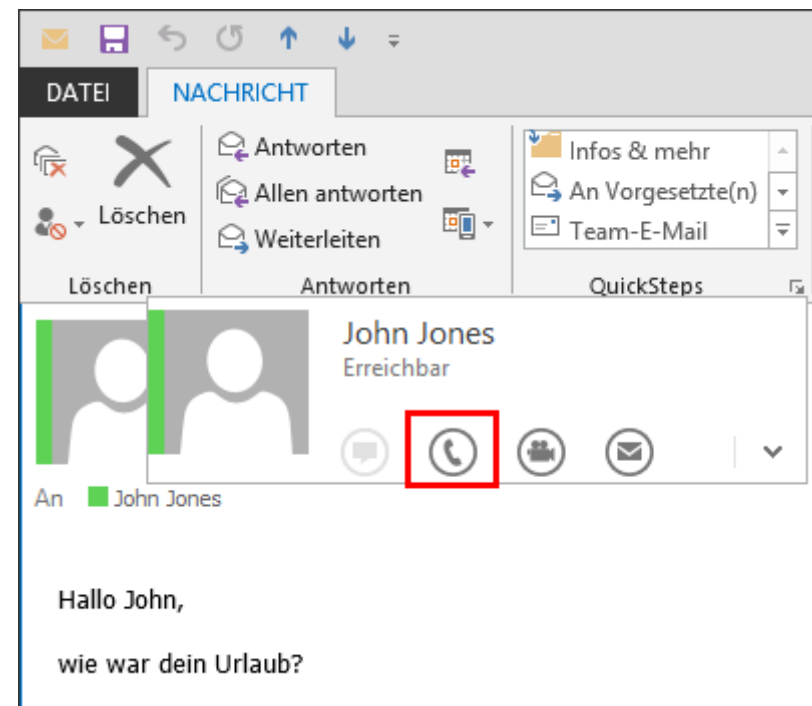 DATEI NACHRICHT
Antworten
Allen antworten
Weiterleiten
Löschen
Infos & mehr
An Vorgesetzte(n)
Team-E-Mail
Löschen Antworten QuickSteps
John Jones
Erreichbar
An John Jones
Hallo John,
wie war dein Urlaub?